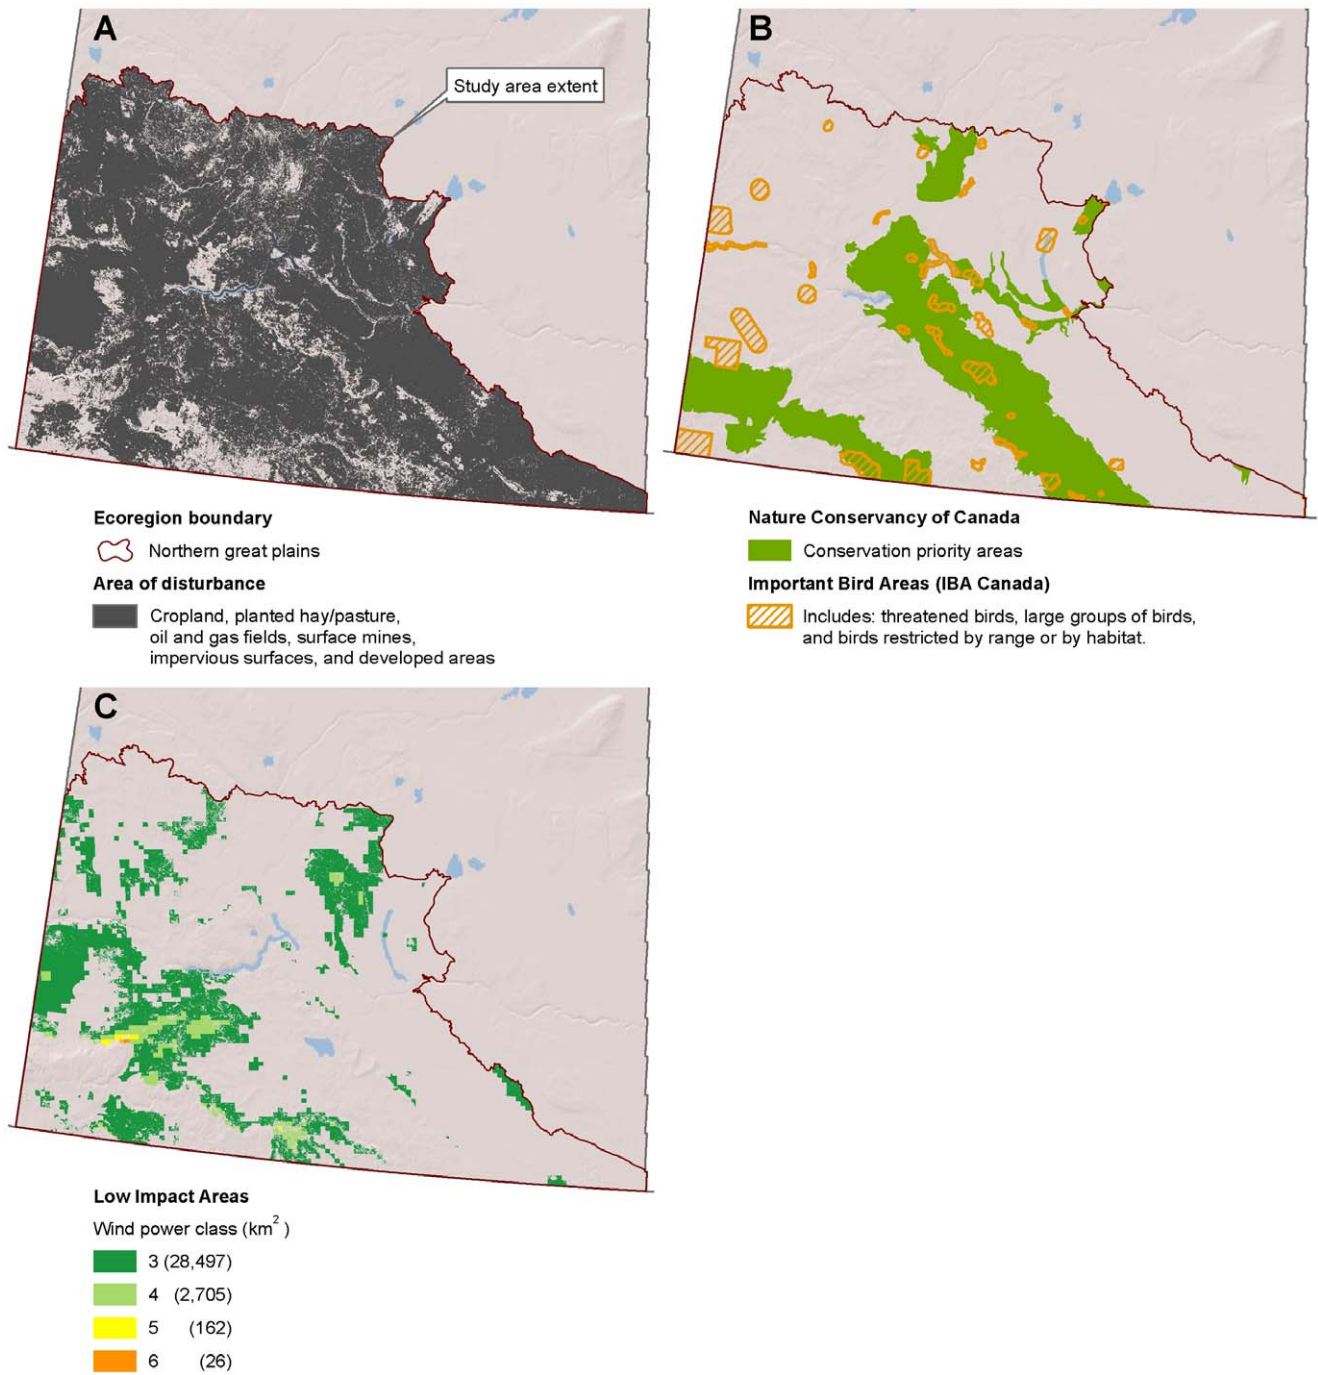 A
Study area extent
Ecoregion boundary
Northern great plains
Area of disturbance
Cropland, planted hay/pasture,
oil and gas fields, surface mines,
impervious surfaces, and developed areas
B
Nature Conservancy of Canada
Conservation priority areas
Important Bird Areas (IBA Canada)
Includes: threatened birds, large groups of birds,
and birds restricted by range or by habitat.
C
Low Impact Areas
Wind power class (km²)
3 (28,497)
4 (2,705)
5 (162)
6 (26)